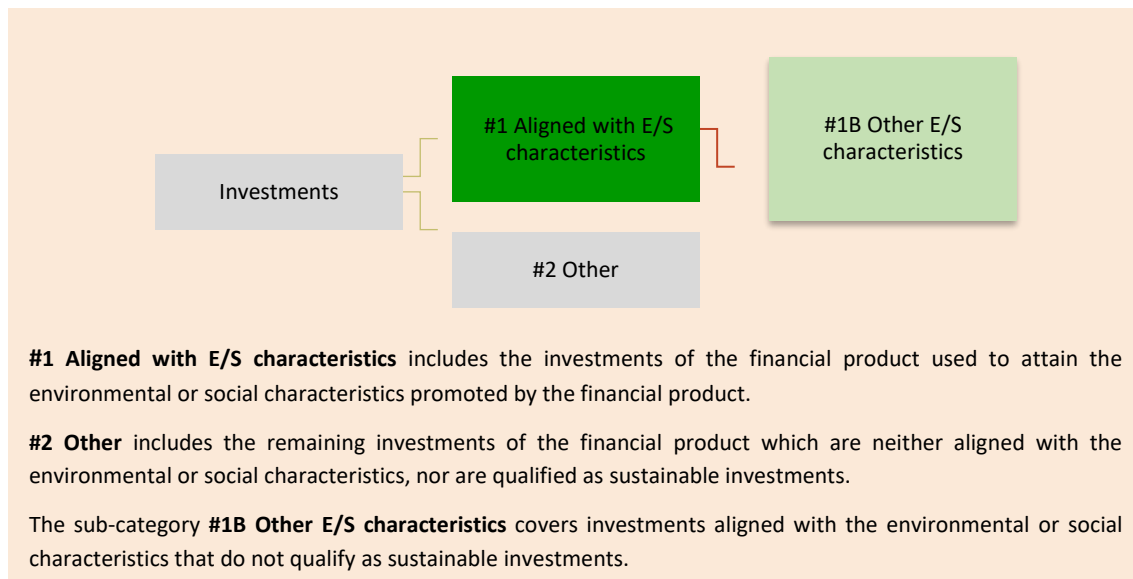 #1 Aligned with E/S
characteristics
#1B Other E/S
characteristics
Investments
#2 Other
#1 Aligned with E/S characteristics includes the investments of the financial product used to attain the
environmental or social characteristics promoted by the financial product.
#2 Other includes the remaining investments of the financial product which are neither aligned with the
environmental or social characteristics, nor are qualified as sustainable investments.
The sub-category #1B Other E/S characteristics covers investments aligned with the environmental or social
characteristics that do not qualify as sustainable investments.